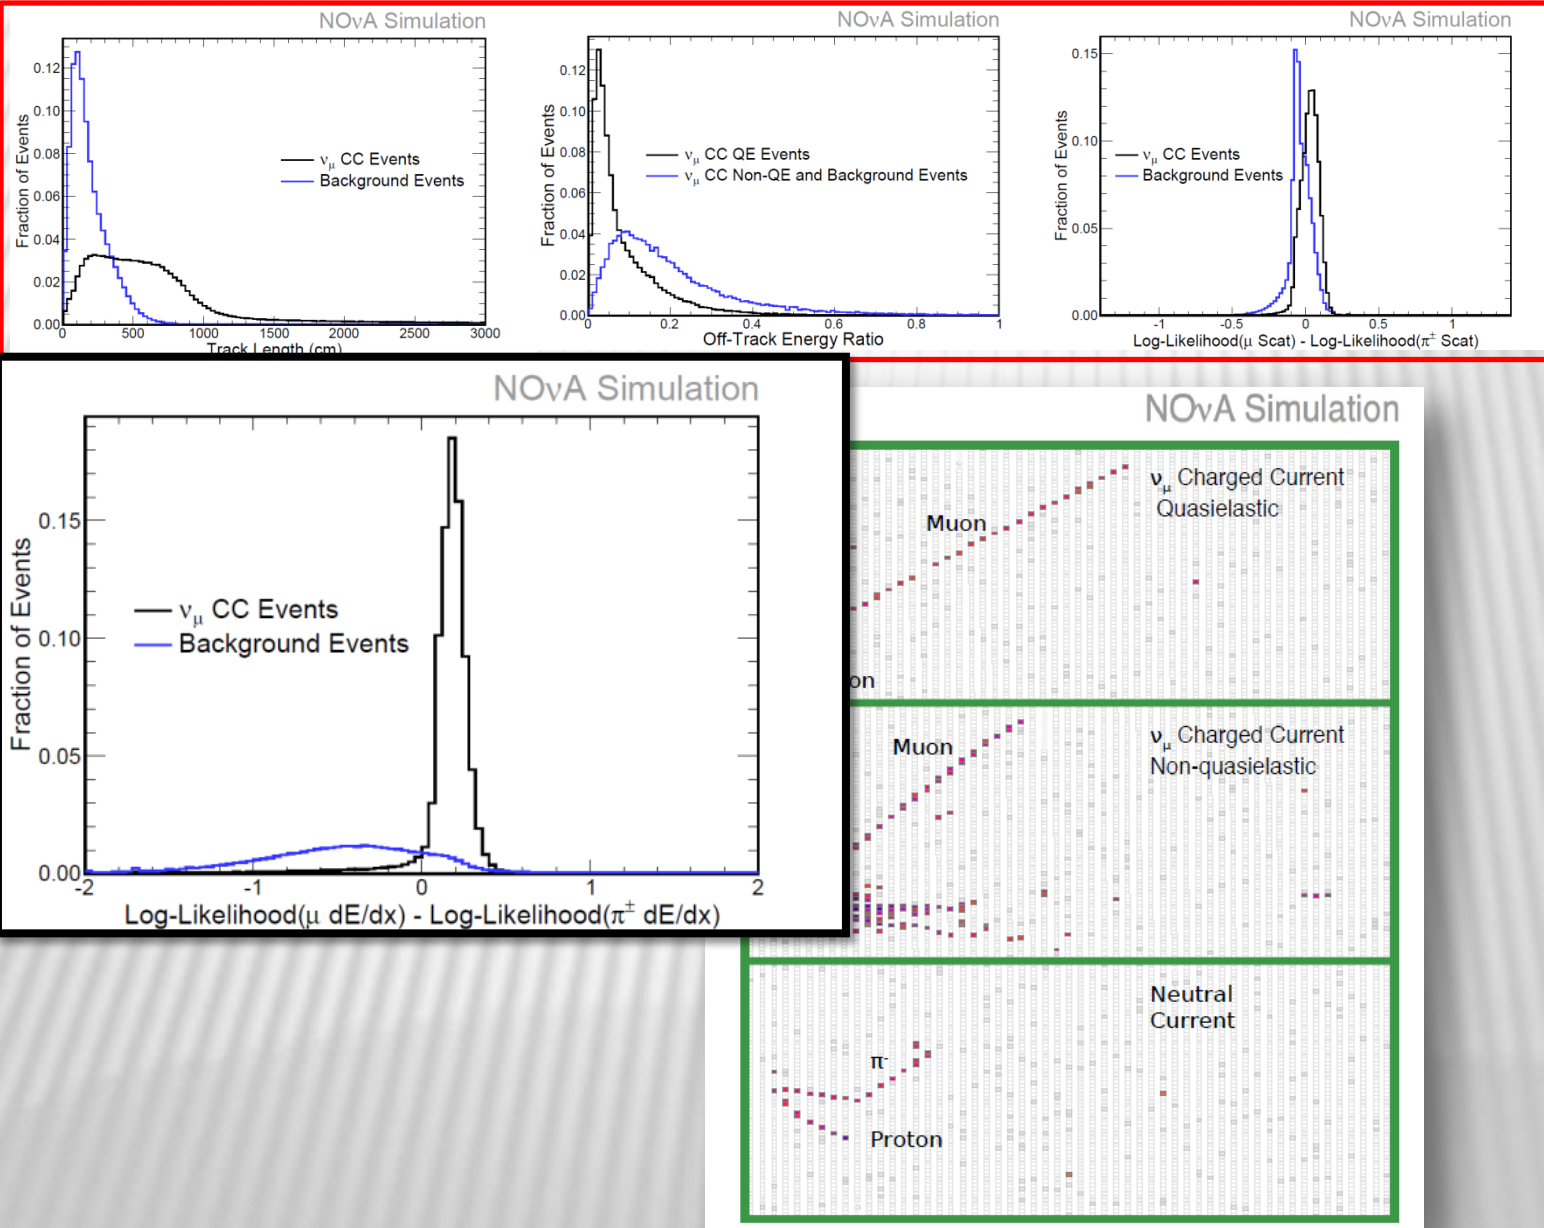 NOνA Simulation
0.12
0.10
0.08
0.06
0.04
0.02
0.00
Fraction of Events
νμ CC Events
Background Events
0 500 1000 1500 2000 2500 3000
Track Length (cm)
NOνA Simulation
0.12
0.10
0.08
0.06
0.04
0.02
0.00
Fraction of Events
νμ CC QE Events
νμ CC Non-QE and Background Events
0 0.2 0.4 0.6 0.8 1
Off-Track Energy Ratio
NOνA Simulation
0.15
0.10
0.05
0.00
Fraction of Events
νμ CC Events
Background Events
-1 -0.5 0 0.5 1
Log-Likelihood(μ Scat) - Log-Likelihood(π± Scat)
NOνA Simulation
0.15
0.10
0.05
0.00
Fraction of Events
νμ CC Events
Background Events
-2 -1 0 1 2
Log-Likelihood(μ dE/dx) - Log-Likelihood(π± dE/dx)
NOνA Simulation
νμ Charged Current
Quasielastic
Muon
on
νμ Charged Current
Non-quasielastic
Muon
Neutral
Current
π-
Proton